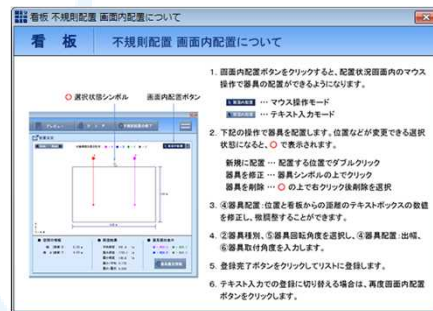 看板 不規則配置 画面内配置について
看 板
不規則配置 画面内配置について
○ 選択状態シンボル
画面内配置ボタン
1. 画面内配置ボタンをクリックすると、配置状況画面内のマウス
操作で器具の配置ができるようになります。
… マウス操作モード
… テキスト入力モード
2. 下記の操作で器具を配置します。位置などが変更できる選択
状態になると、○ で表示されます。
新規に配置 … 配置する位置でダブルクリック
器具を修正 … 器具シンボルの上でクリック
器具を削除 … ○ の上で右クリック後削除を選択
3. ④器具配置:位置と看板からの距離のテキストボックスの数値
を修正し、微調整することができます。
4. ②器具種別、⑤器具回転角度を選択し、④器具配置:出幅、
⑥器具取付角度を入力します。
5. 登録完了ボタンをクリックしてリストに登録します。
6. テキスト入力での登録に切り替える場合は、再度画面内配置
ボタンをクリックします。